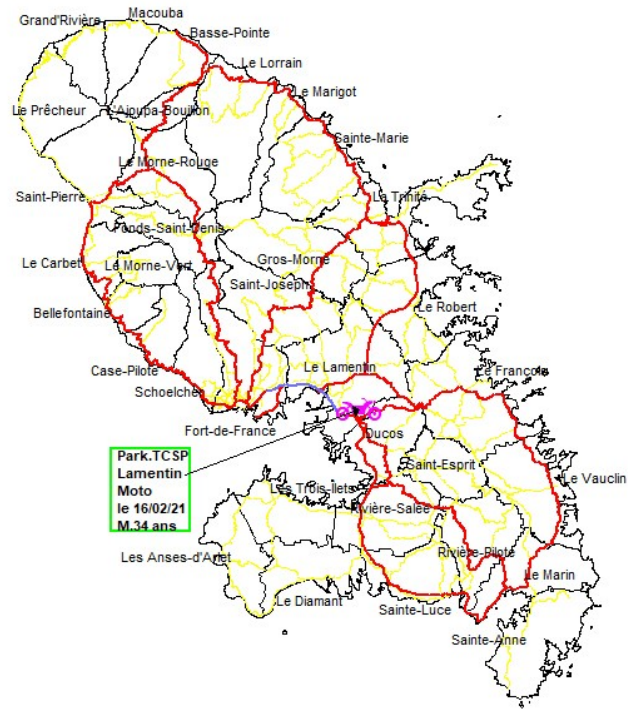 Macouba
Grand'Rivière
Basse-Pointe
Le Lorrain
Le Marigot
Le Prêcheur
L'Ajoupa-Bouillon
Sainte-Marie
Le Morne-Rouge
Saint-Pierre
La Trinité
Fonds-Saint-Denis
Le Carbet
Le Morne-Vert
Gros-Morne
Saint-Joseph
Bellefontaine
Le Robert
Case-Pilote
Le Lamentin
Le François
Schoelcher
Fort-de-France
Ducos
Park.TCSP
Lamentin
Moto
le 16/02/21
M.34 ans
Saint-Esprit
Le Vauclin
Les Trois-Ilets
Rivière-Salée
Les Anses-d'Arlet
Rivière-Pilote
Le Marin
Le Diamant
Sainte-Luce
Sainte-Anne